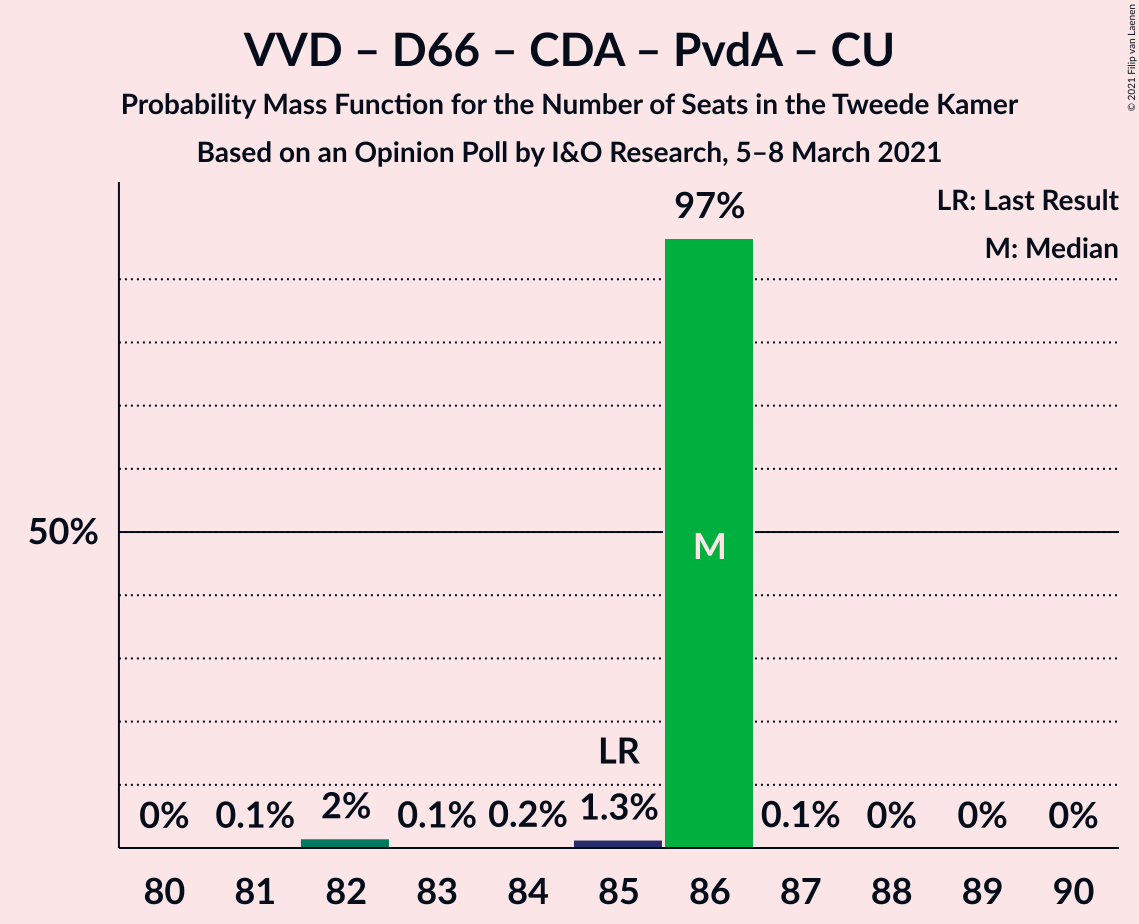 VVD – D66 – CDA – PvdA – CU
Probability Mass Function for the Number of Seats in the Tweede Kamer
Based on an Opinion Poll by I&O Research, 5–8 March 2021
© 2021 Filip van Laenen
LR: Last Result
M: Median
97%
50%
M
LR
0% 0.1% 2% 0.1% 0.2% 1.3% 0.1% 0% 0% 0%
80 81 82 83 84 85 86 87 88 89 90